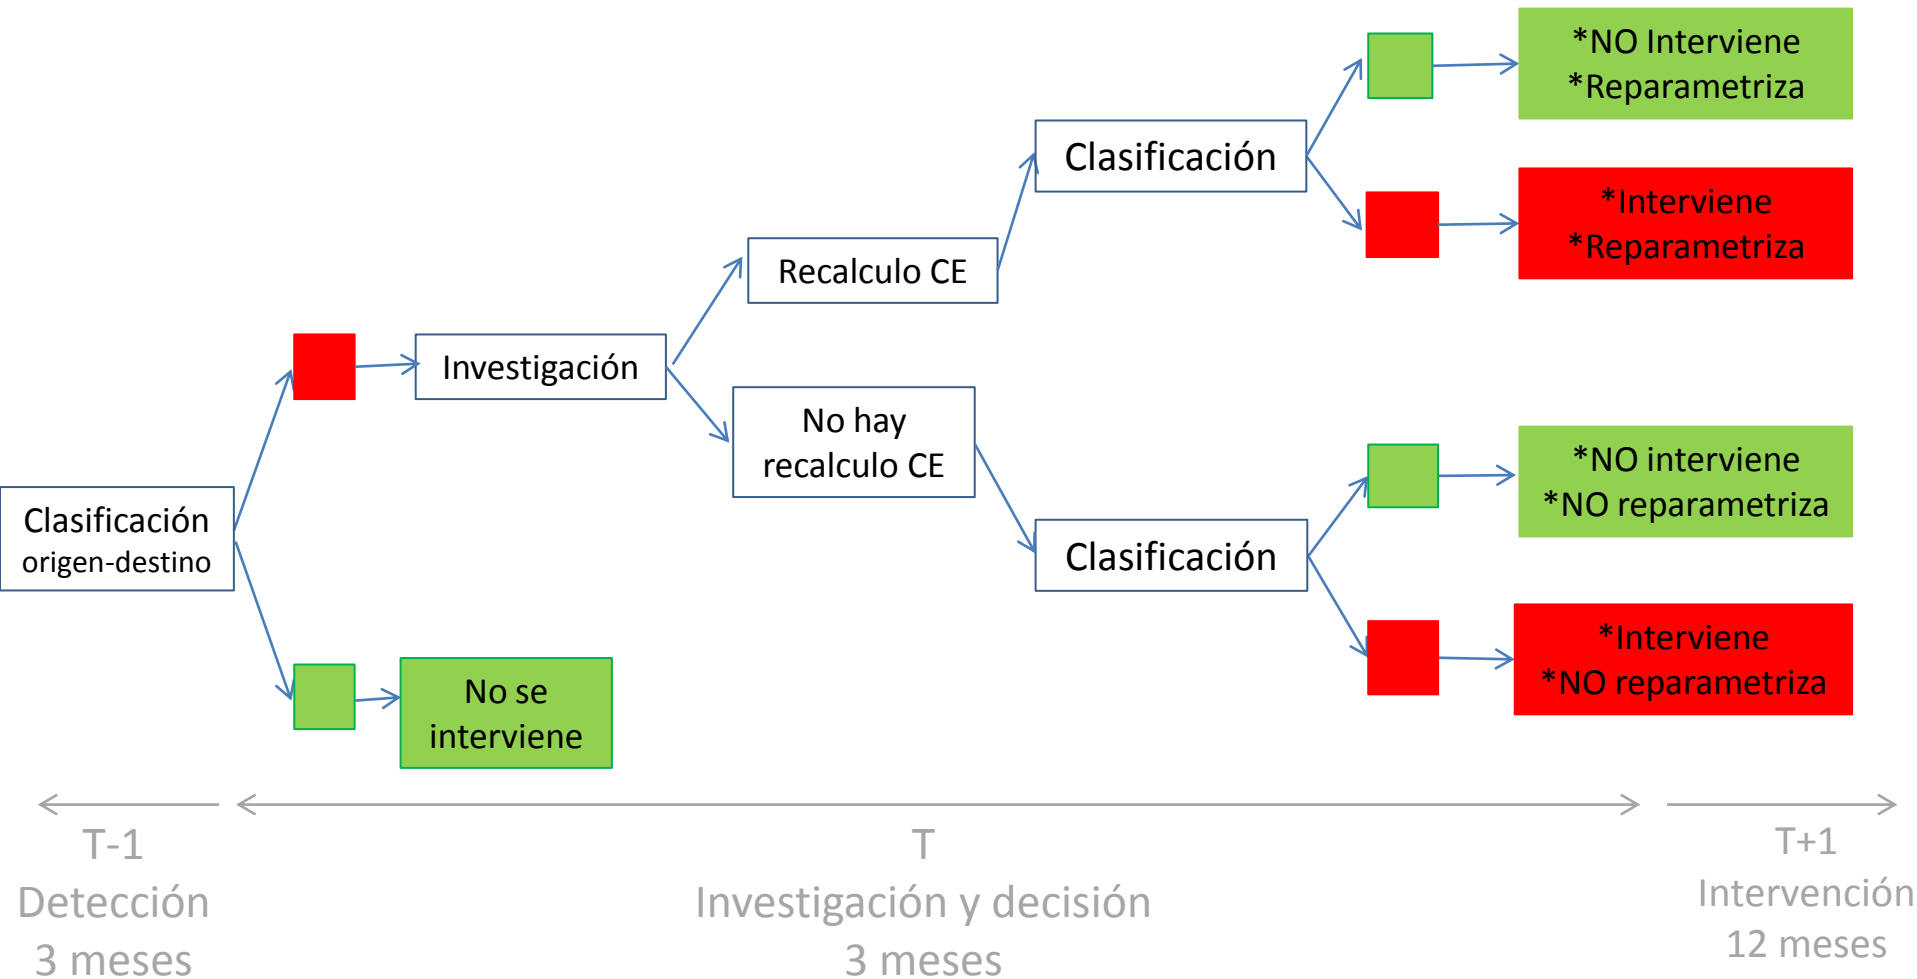 *NO Interviene
*Reparametriza
Clasificación
*Interviene
*Reparametriza
Recalculo CE
Investigación
No hay
recalculo CE
*NO interviene
*NO reparametriza
Clasificación
origen-destino
Clasificación
*Interviene
*NO reparametriza
No se
interviene
T-1
Detección
3 meses
T
Investigación y decisión
3 meses
T+1
Intervención
12 meses